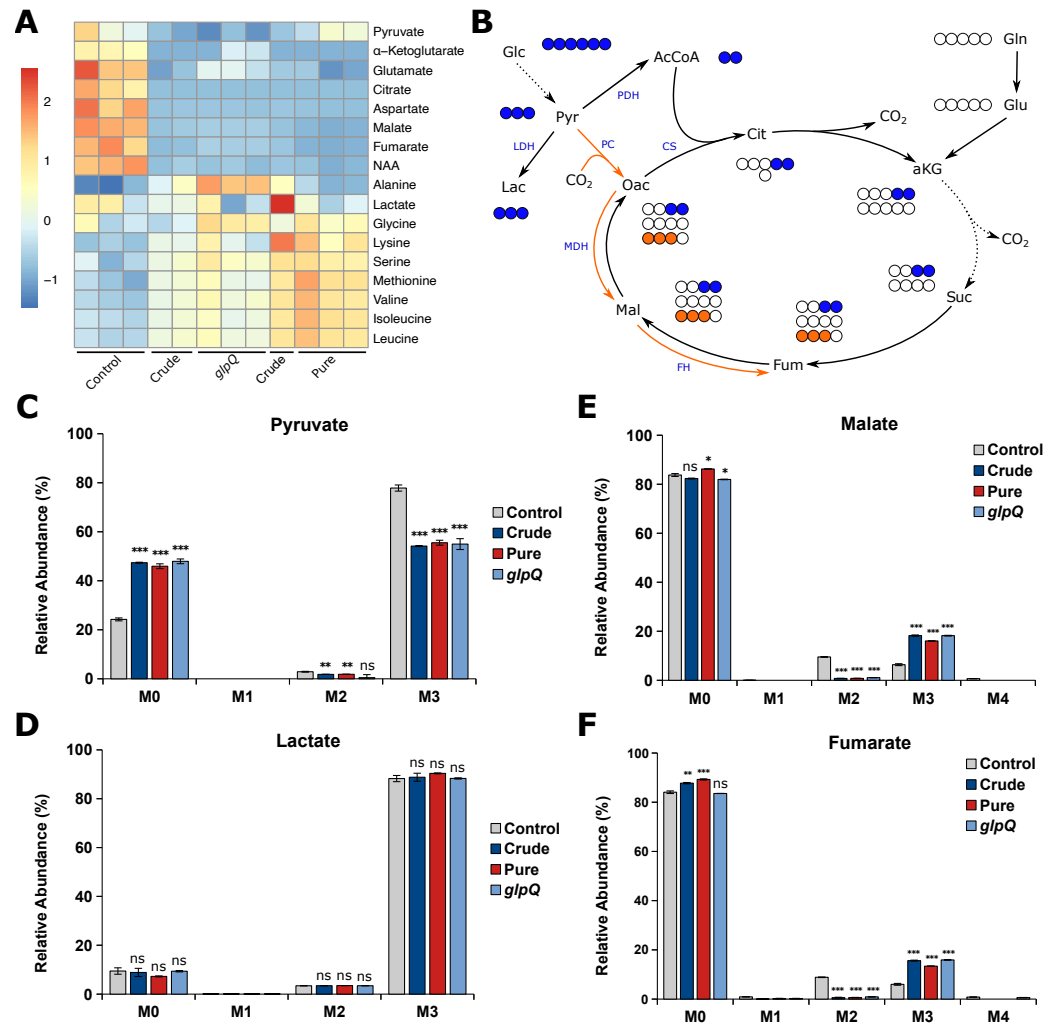 A
Pyruvate
α–Ketoglutarate
Glutamate
Citrate
Aspartate
Malate
Fumarate
NAA
Alanine
Lactate
Glycine
Lysine
Serine
Methionine
Valine
Isoleucine
Leucine
2
1
0
−1
Control
Crude
glpQ
Crude
Pure
B
Glc
AcCoA
Gln
PDH
Glu
Pyr
CO2
LDH
PC
CS
Cit
Lac
CO2
Oac
aKG
MDH
CO2
Suc
Mal
FH
Fum
C
Pyruvate
Relative Abundance (%)
100
80
60
40
20
0
*** *** ***
** ** ns
*** *** ***
M0 M1 M2 M3
Control
Crude
Pure
glpQ
E
Malate
Relative Abundance (%)
100
80
60
40
20
0
ns * *
*** *** ***
*** *** ***
M0 M1 M2 M3 M4
Control
Crude
Pure
glpQ
D
Lactate
Relative Abundance (%)
100
80
60
40
20
0
ns ns ns
ns ns ns
ns ns ns
M0 M1 M2 M3
Control
Crude
Pure
glpQ
F
Fumarate
Relative Abundance (%)
100
80
60
40
20
0
** *** ns
*** *** ***
*** *** ***
M0 M1 M2 M3 M4
Control
Crude
Pure
glpQ